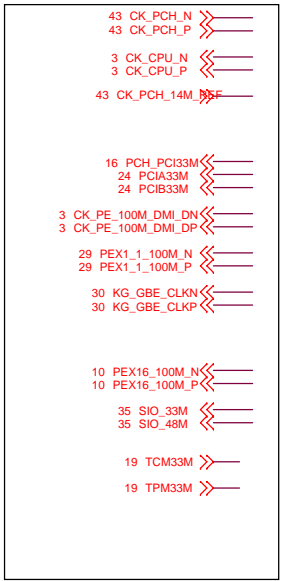 43 CK_PCH_N
43 CK_PCH_P
3 CK_CPU_N
3 CK_CPU_P
43 CK_PCH_14M_REF
16 PCH_PCI33M
24 PCIA33M
24 PCIB33M
3 CK_PE_100M_DMI_DN
3 CK_PE_100M_DMI_DP
29 PEX1_1_100M_N
29 PEX1_1_100M_P
30 KG_GBE_CLKN
30 KG_GBE_CLKP
10 PEX16_100M_N
10 PEX16_100M_P
35 SIO_33M
35 SIO_48M
19 TCM33M
19 TPM33M